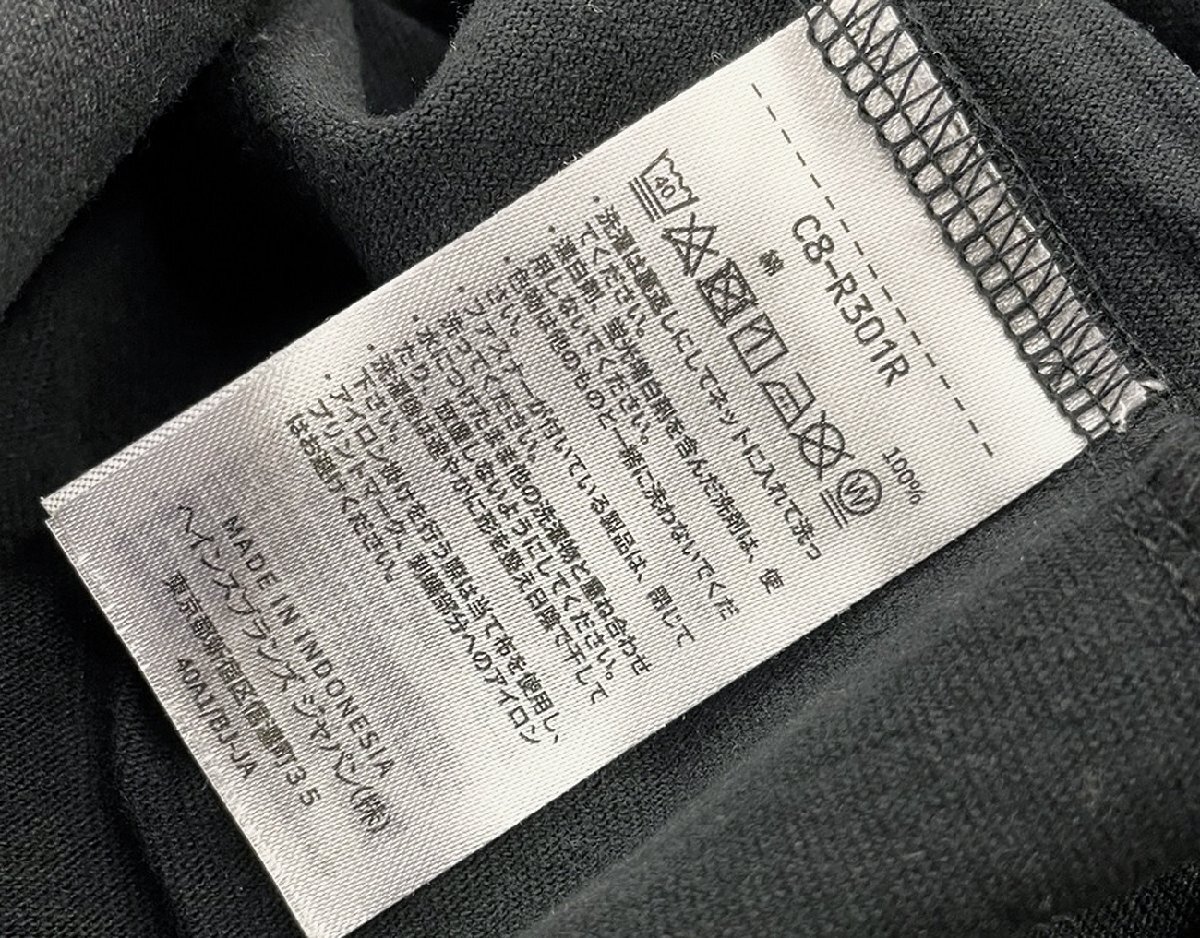 C8-R301R
綿 100%
40
W
・洗濯は裏返しにしてネットに入れて洗っ
てください。
・漂白剤、蛍光増白剤を含んだ洗剤は、使
用しないでください。
・色物は他のものと一緒に洗わないでくだ
さい。
・ファスナーが付いている製品は、閉じて
洗ってください。
・水につけたまま他の洗濯物と重ね合わせ
たり、放置しないようにしてください。
・洗濯後は速やかに形を整え日陰で干して
下さい。
・アイロン掛けを行う際は当て布を使用し、
プリントマーク、刺繍部分へのアイロン
はお避けください。
MADE IN INDONESIA
ヘインズブランズ ジャパン(株)
東京都新宿区信濃町35
40A1/BJ-JA